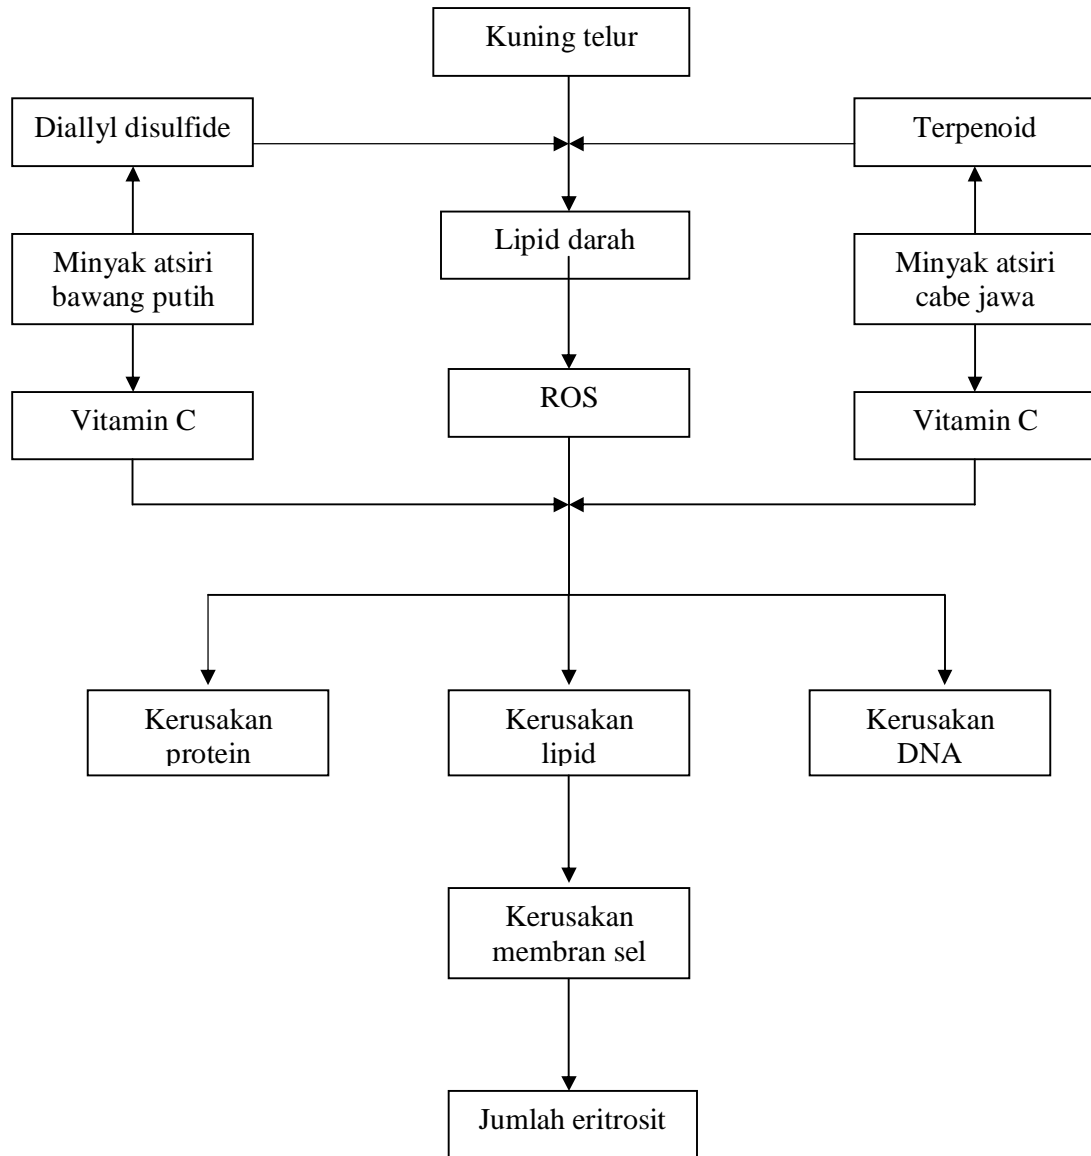 Kuning telur
Diallyl disulfide
Terpenoid
Lipid darah
Minyak atsiri
bawang putih
Minyak atsiri
cabe jawa
ROS
Vitamin C
Vitamin C
Kerusakan
protein
Kerusakan
lipid
Kerusakan
DNA
Kerusakan
membran sel
Jumlah eritrosit